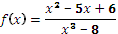 f(x) = (x² − 5x + 6) / (x³ − 8)